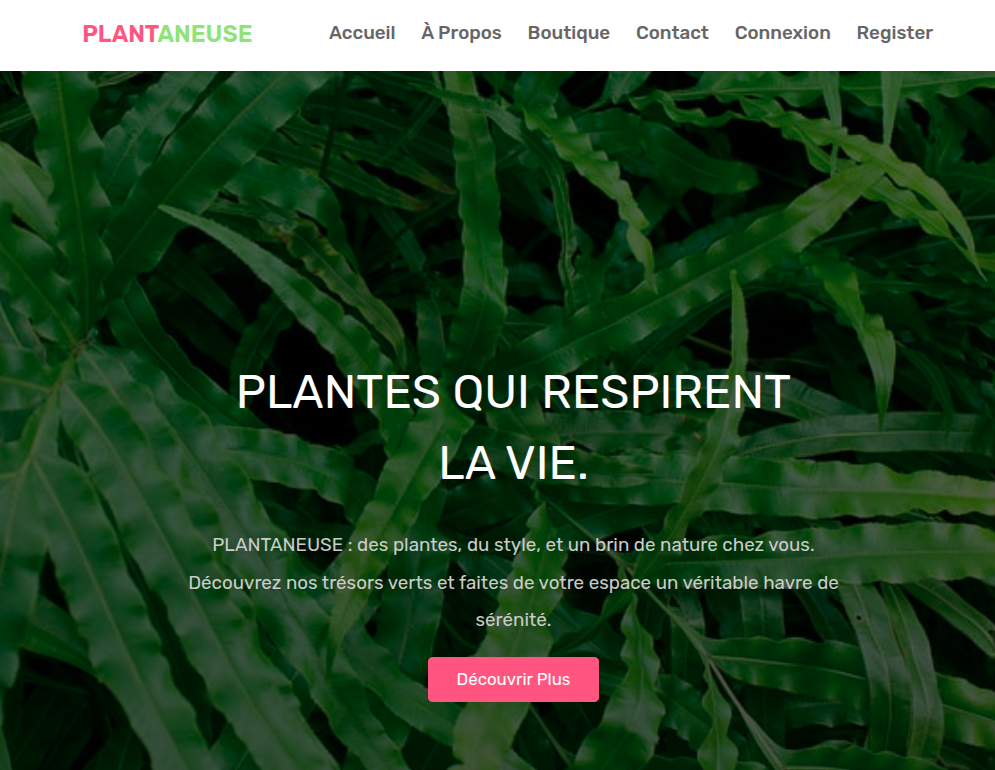 PLANTANEUSE
Accueil À Propos Boutique Contact Connexion Register
PLANTES QUI RESPIRENT
LA VIE.
PLANTANEUSE : des plantes, du style, et un brin de nature chez vous.
Découvrez nos trésors verts et faites de votre espace un véritable havre de
sérénité.
Découvrir Plus